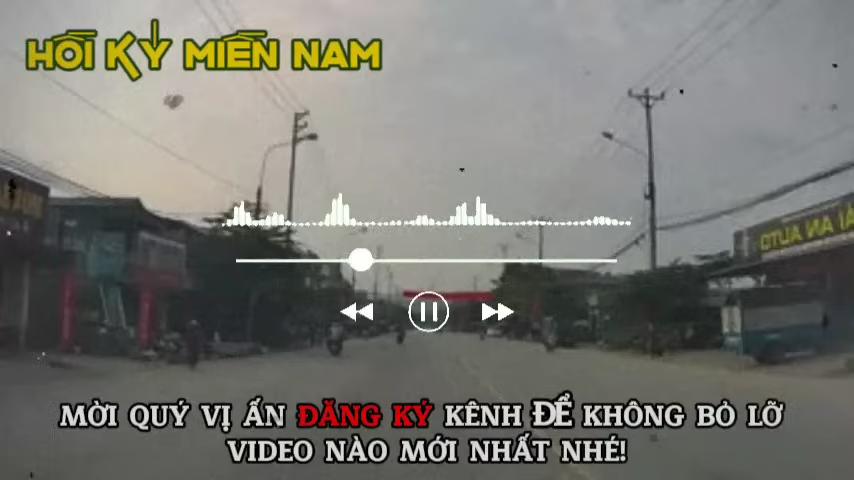 HỒI KÝ MIỀN NAM
MỜI QUÝ VỊ ẤN ĐĂNG KÝ KÊNH ĐỂ KHÔNG BỎ LỠ
VIDEO NÀO MỚI NHẤT NHÉ!